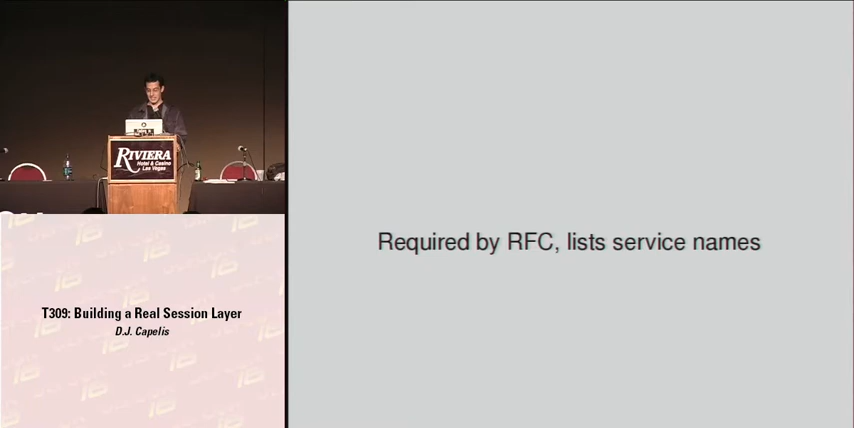 RIVIERA
Hotel & Casino
Las Vegas
T309: Building a Real Session Layer
D.J. Capelis
Required by RFC, lists service names